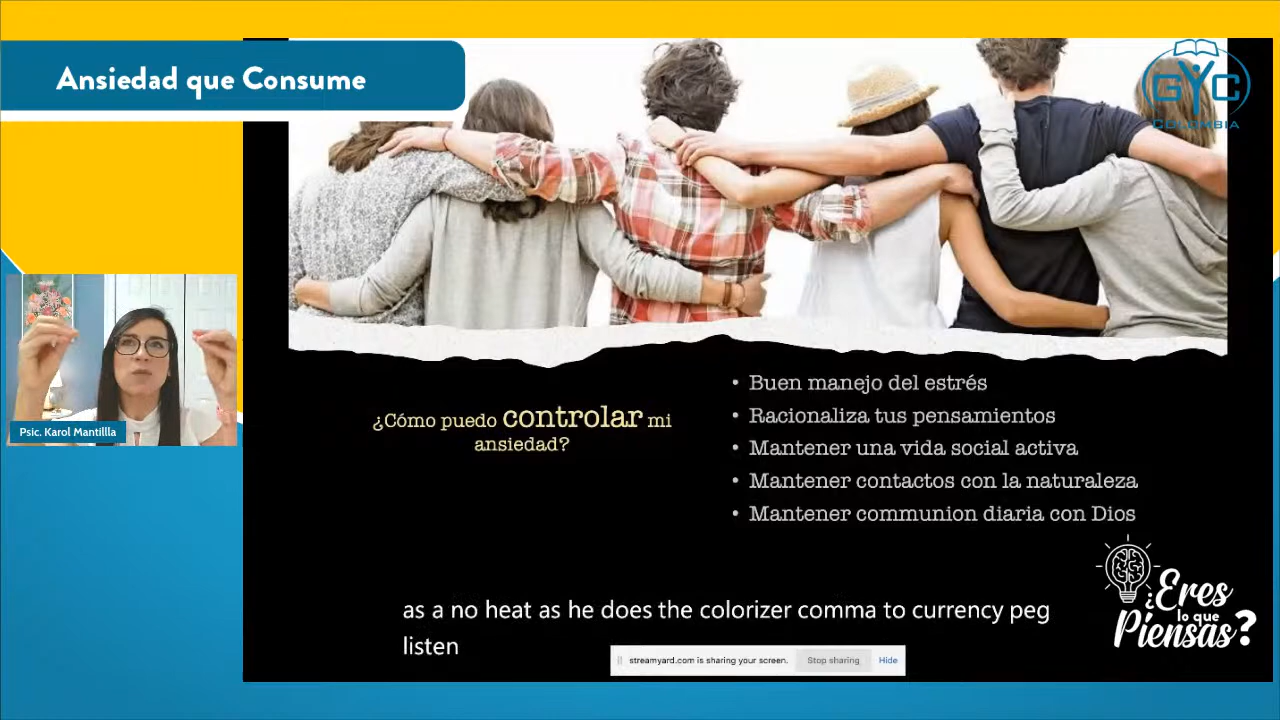 Ansiedad que Consume
GYC
COLOMBIA
Psic. Karol Mantillla
¿Cómo puedo controlar mi
ansiedad?
• Buen manejo del estrés
• Racionaliza tus pensamientos
• Mantener una vida social activa
• Mantener contactos con la naturaleza
• Mantener communion diaria con Dios
as a no heat as he does the colorizer comma to currency peg
listen
streamyard.com is sharing your screen.
Stop sharing
Hide
¿Eres
lo que
Piensas?